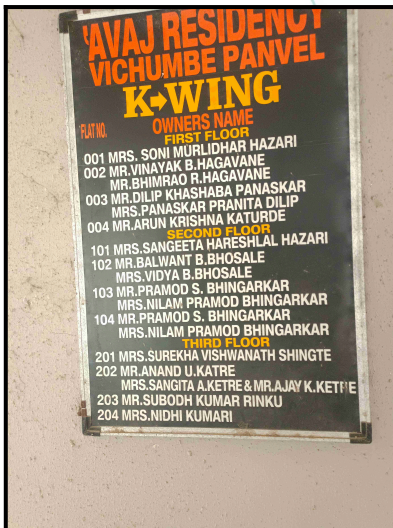 'AVAJ RESIDENCY
VICHUMBE PANVEL
K→WING
FLAT NO. OWNERS NAME
FIRST FLOOR
001 MRS. SONI MURLIDHAR HAZARI
002 MR.VINAYAK B.HAGAVANE
MR.BHIMRAO R.HAGAVANE
003 MR.DILIP KHASHABA PANASKAR
MRS.PANASKAR PRANITA DILIP
004 MR.ARUN KRISHNA KATURDE
SECOND FLOOR
101 MRS.SANGEETA HARESHLAL HAZARI
102 MR.BALWANT B.BHOSALE
MRS.VIDYA B.BHOSALE
103 MR.PRAMOD S. BHINGARKAR
MRS.NILAM PRAMOD BHINGARKAR
104 MR.PRAMOD S. BHINGARKAR
MRS.NILAM PRAMOD BHINGARKAR
THIRD FLOOR
201 MRS.SUREKHA VISHWANATH SHINGTE
202 MR.ANAND U.KATRE
MRS.SANGITA A.KETRE & MR.AJAY K.KETRE
203 MR.SUBODH KUMAR RINKU
204 MRS.NIDHI KUMARI